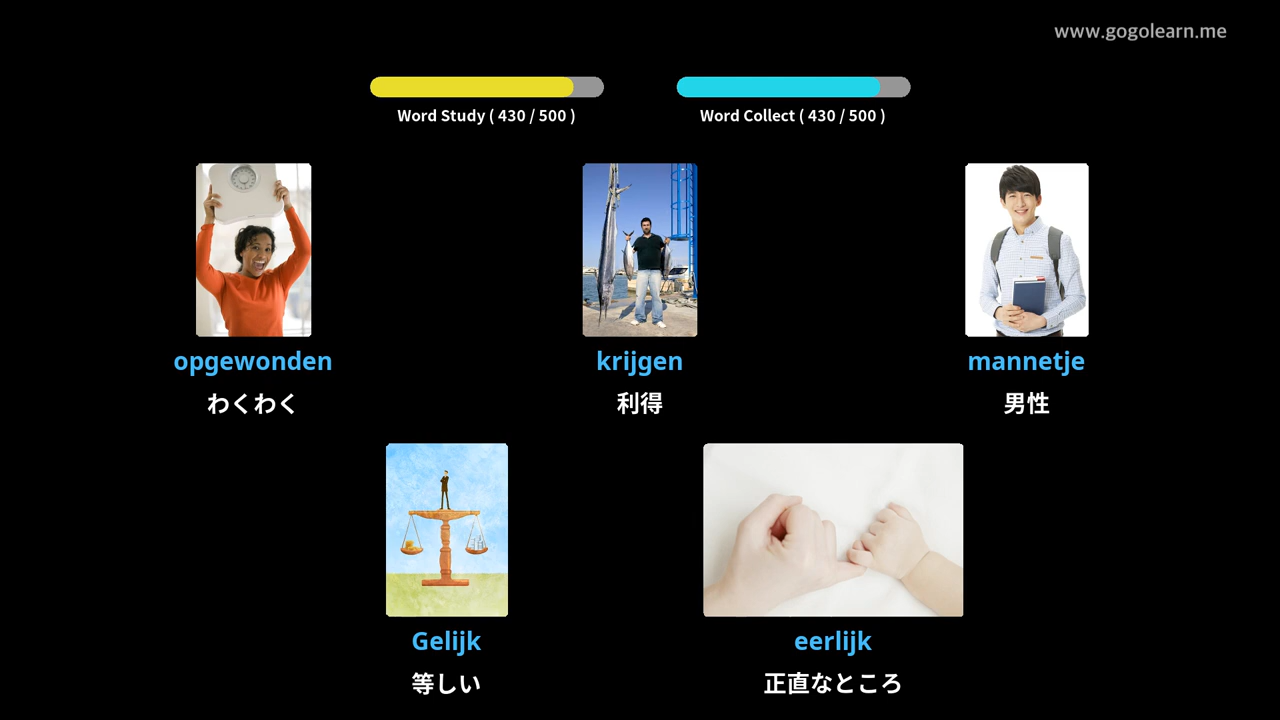 www.gogolearn.me
Word Study ( 430 / 500 )
Word Collect ( 430 / 500 )
opgewonden
わくわく
krijgen
利得
mannetje
男性
Gelijk
等しい
eerlijk
正直なところ